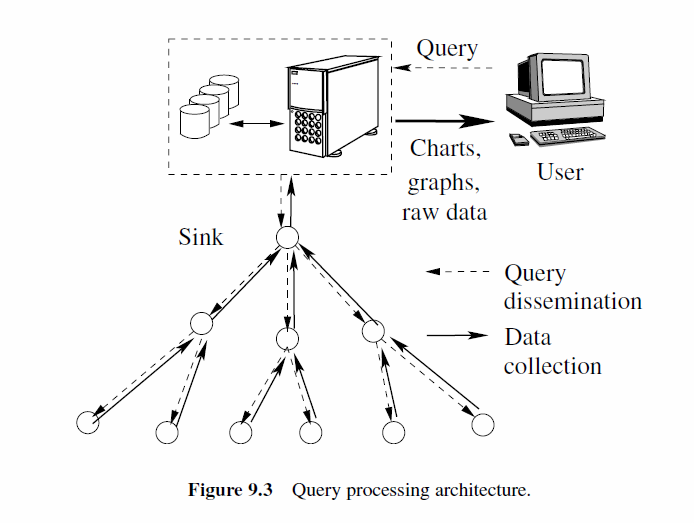 Query
Charts,
graphs,
raw data
User
Sink
Query
dissemination
Data
collection
Figure 9.3 Query processing architecture.